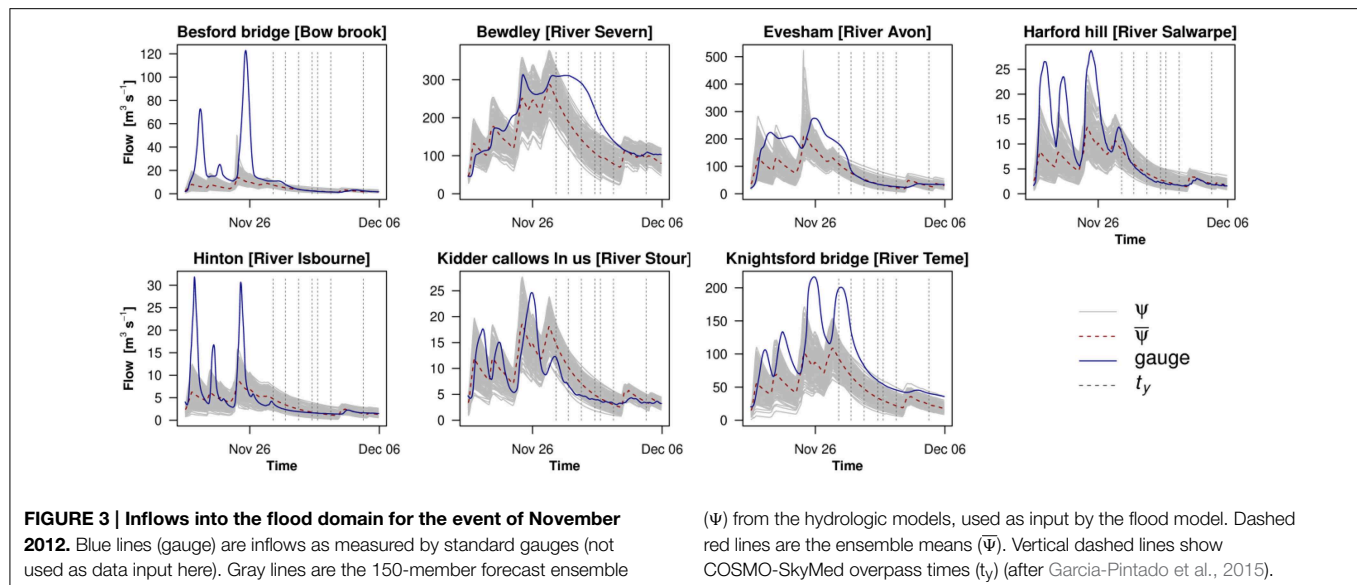 Besford bridge [Bow brook]
Flow [m³ s⁻¹]
120
100
80
60
40
20
0
Nov 26
Dec 06
Bewdley [River Severn]
300
200
100
0
Nov 26
Dec 06
Evesham [River Avon]
500
400
300
200
100
0
Nov 26
Dec 06
Harford hill [River Salwarpe]
25
20
15
10
5
0
Nov 26
Dec 06
Time
Hinton [River Isbourne]
Flow [m³ s⁻¹]
30
25
20
15
10
5
0
Nov 26
Dec 06
Time
Kidder callows ln us [River Stour]
25
20
15
10
5
0
Nov 26
Dec 06
Time
Knightsford bridge [River Teme]
200
150
100
50
0
Nov 26
Dec 06
Time
Ψ
Ψ̅
gauge
t_y
FIGURE 3 | Inflows into the flood domain for the event of November
2012. Blue lines (gauge) are inflows as measured by standard gauges (not
used as data input here). Gray lines are the 150-member forecast ensemble
(Ψ) from the hydrologic models, used as input by the flood model. Dashed
red lines are the ensemble means (Ψ̅). Vertical dashed lines show
COSMO-SkyMed overpass times (t_y) (after García-Pintado et al., 2015).